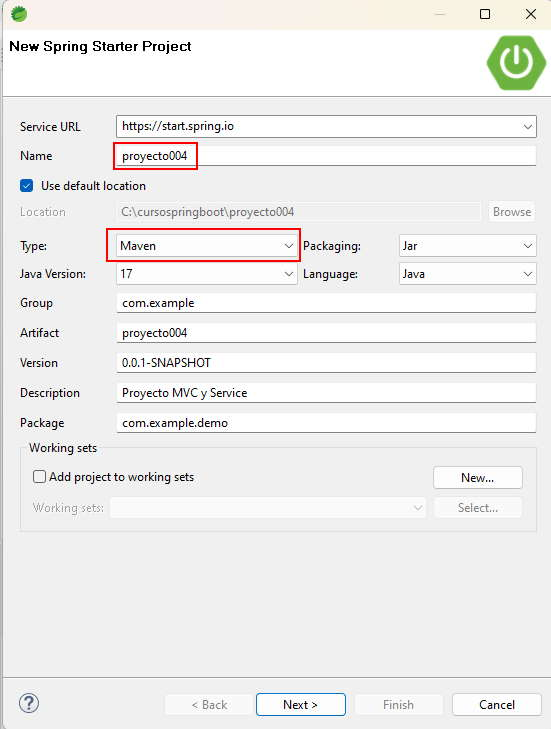 New Spring Starter Project
Service URL https://start.spring.io
Name proyecto004
Use default location
Location C:\cursospringboot\proyecto004 Browse
Type: Maven Packaging: Jar
Java Version: 17 Language: Java
Group com.example
Artifact proyecto004
Version 0.0.1-SNAPSHOT
Description Proyecto MVC y Service
Package com.example.demo
Working sets
Add project to working sets New...
Working sets: Select...
? < Back Next > Finish Cancel